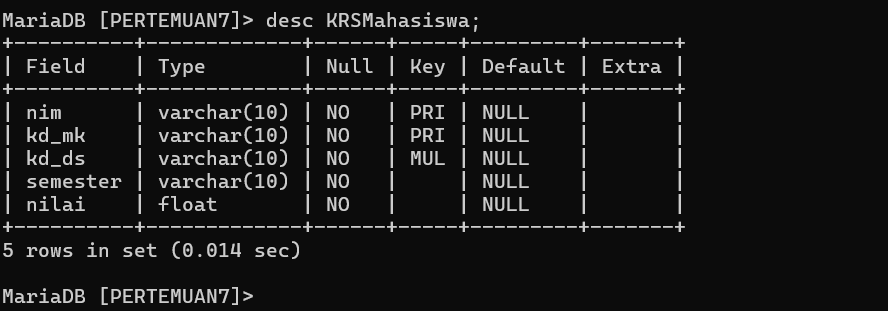 MariaDB [PERTEMUAN7]> desc KRSMahasiswa;
+-----------+-------------+------+-----+---------+-------+
| Field     | Type        | Null | Key | Default | Extra |
+-----------+-------------+------+-----+---------+-------+
| nim       | varchar(10) | NO   | PRI | NULL    |       |
| kd_mk     | varchar(10) | NO   | PRI | NULL    |       |
| kd_ds     | varchar(10) | NO   | MUL | NULL    |       |
| semester  | varchar(10) | NO   |     | NULL    |       |
| nilai     | float       | NO   |     | NULL    |       |
+-----------+-------------+------+-----+---------+-------+
5 rows in set (0.014 sec)
MariaDB [PERTEMUAN7]>